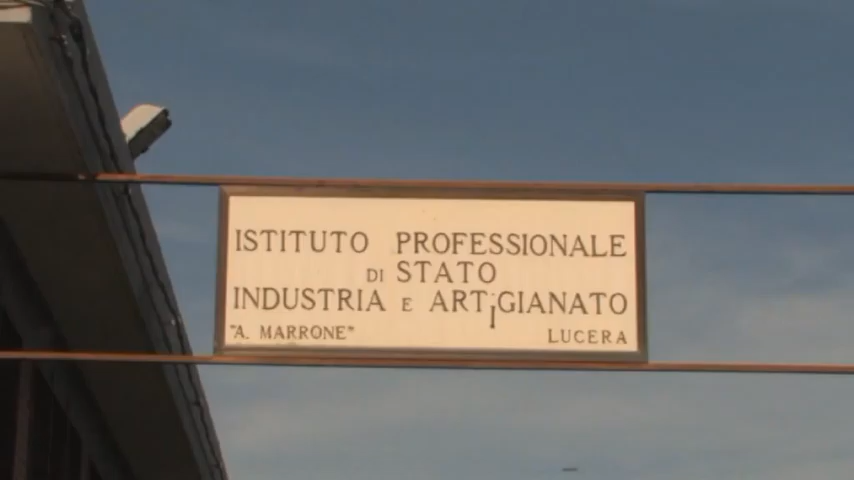 ISTITUTO PROFESSIONALE
DI STATO
INDUSTRIA E ARTIGIANATO
"A. MARRONE" LUCERA